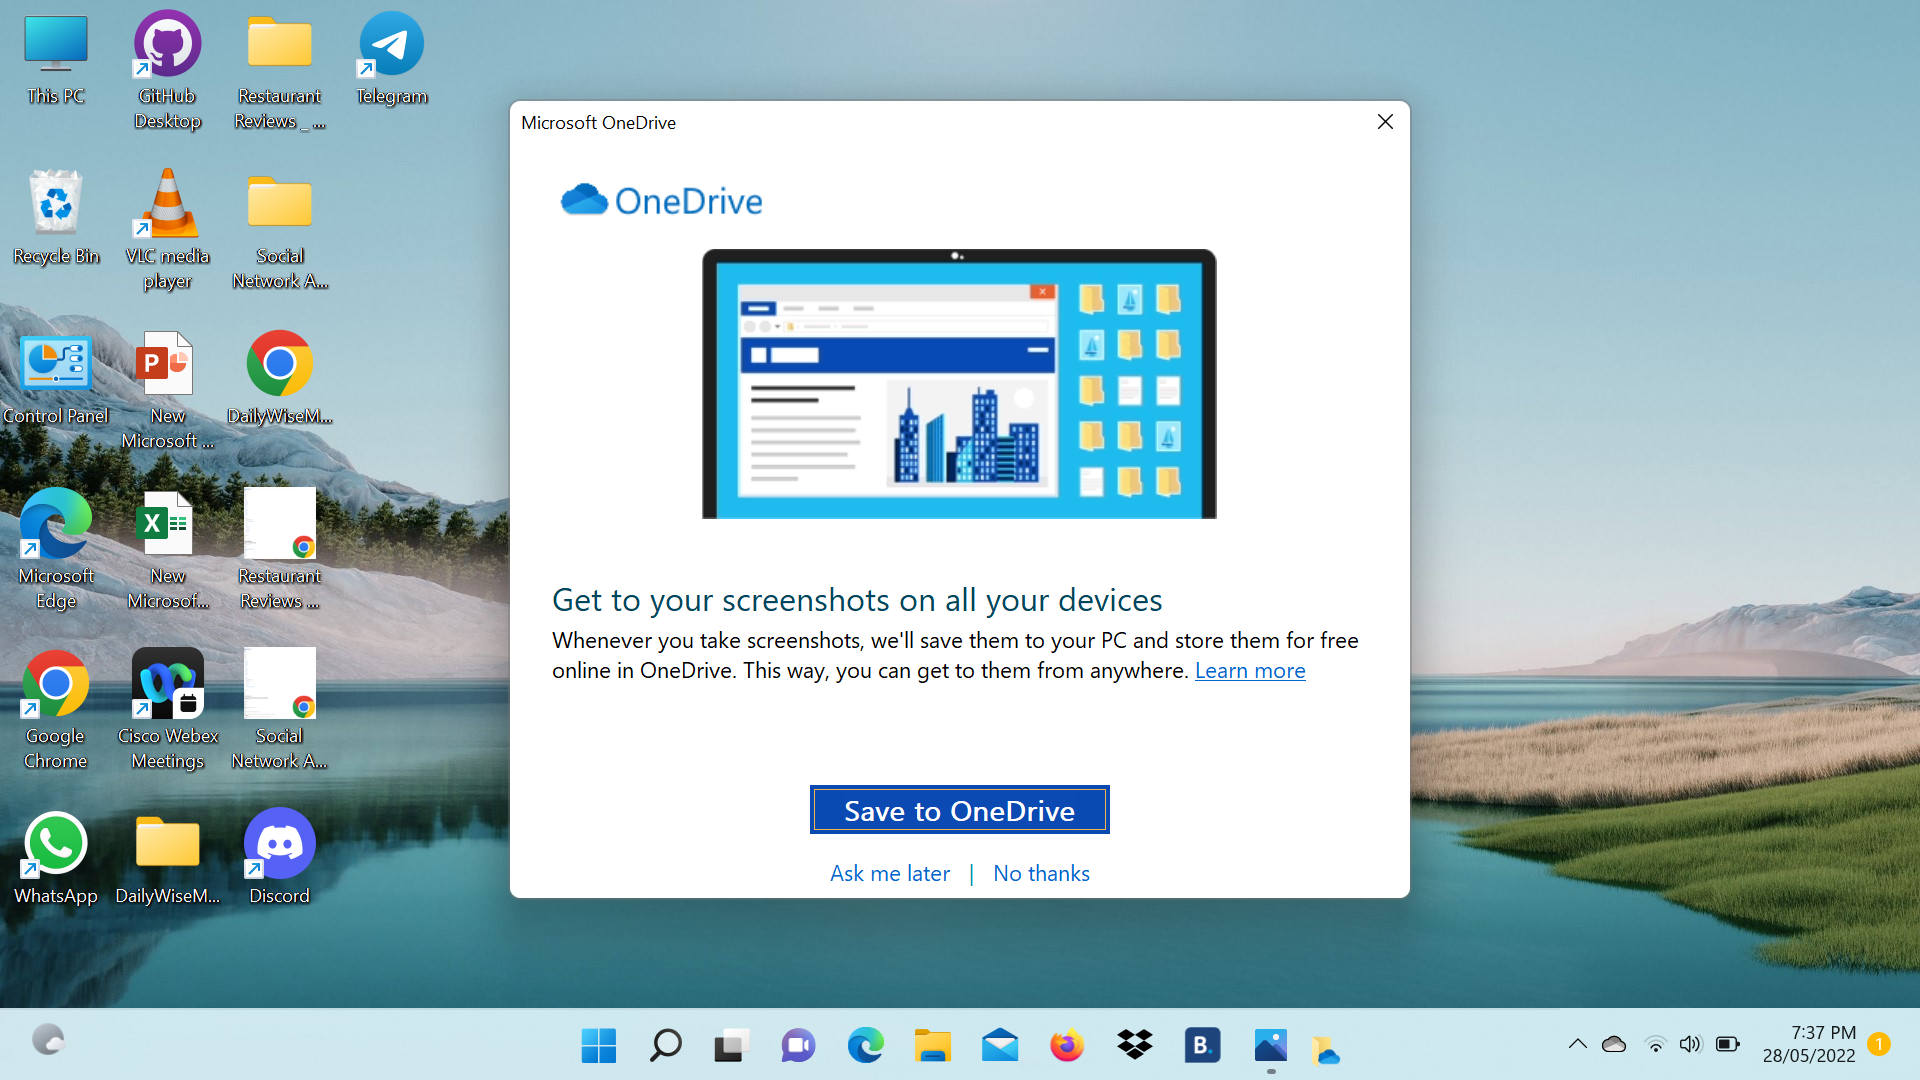 This PC
GitHub
Desktop
Restaurant
Reviews _ ...
Telegram
Recycle Bin
VLC media
player
Social
Network A...
Control Panel
New
Microsoft ...
DailyWiseM...
Microsoft
Edge
New
Microsof...
Restaurant
Reviews ...
Google
Chrome
Cisco Webex
Meetings
Social
Network A...
WhatsApp
DailyWiseM...
Discord
Microsoft OneDrive
OneDrive
Get to your screenshots on all your devices
Whenever you take screenshots, we'll save them to your PC and store them for free
online in OneDrive. This way, you can get to them from anywhere. Learn more
Save to OneDrive
Ask me later | No thanks
B.
7:37 PM
28/05/2022
1